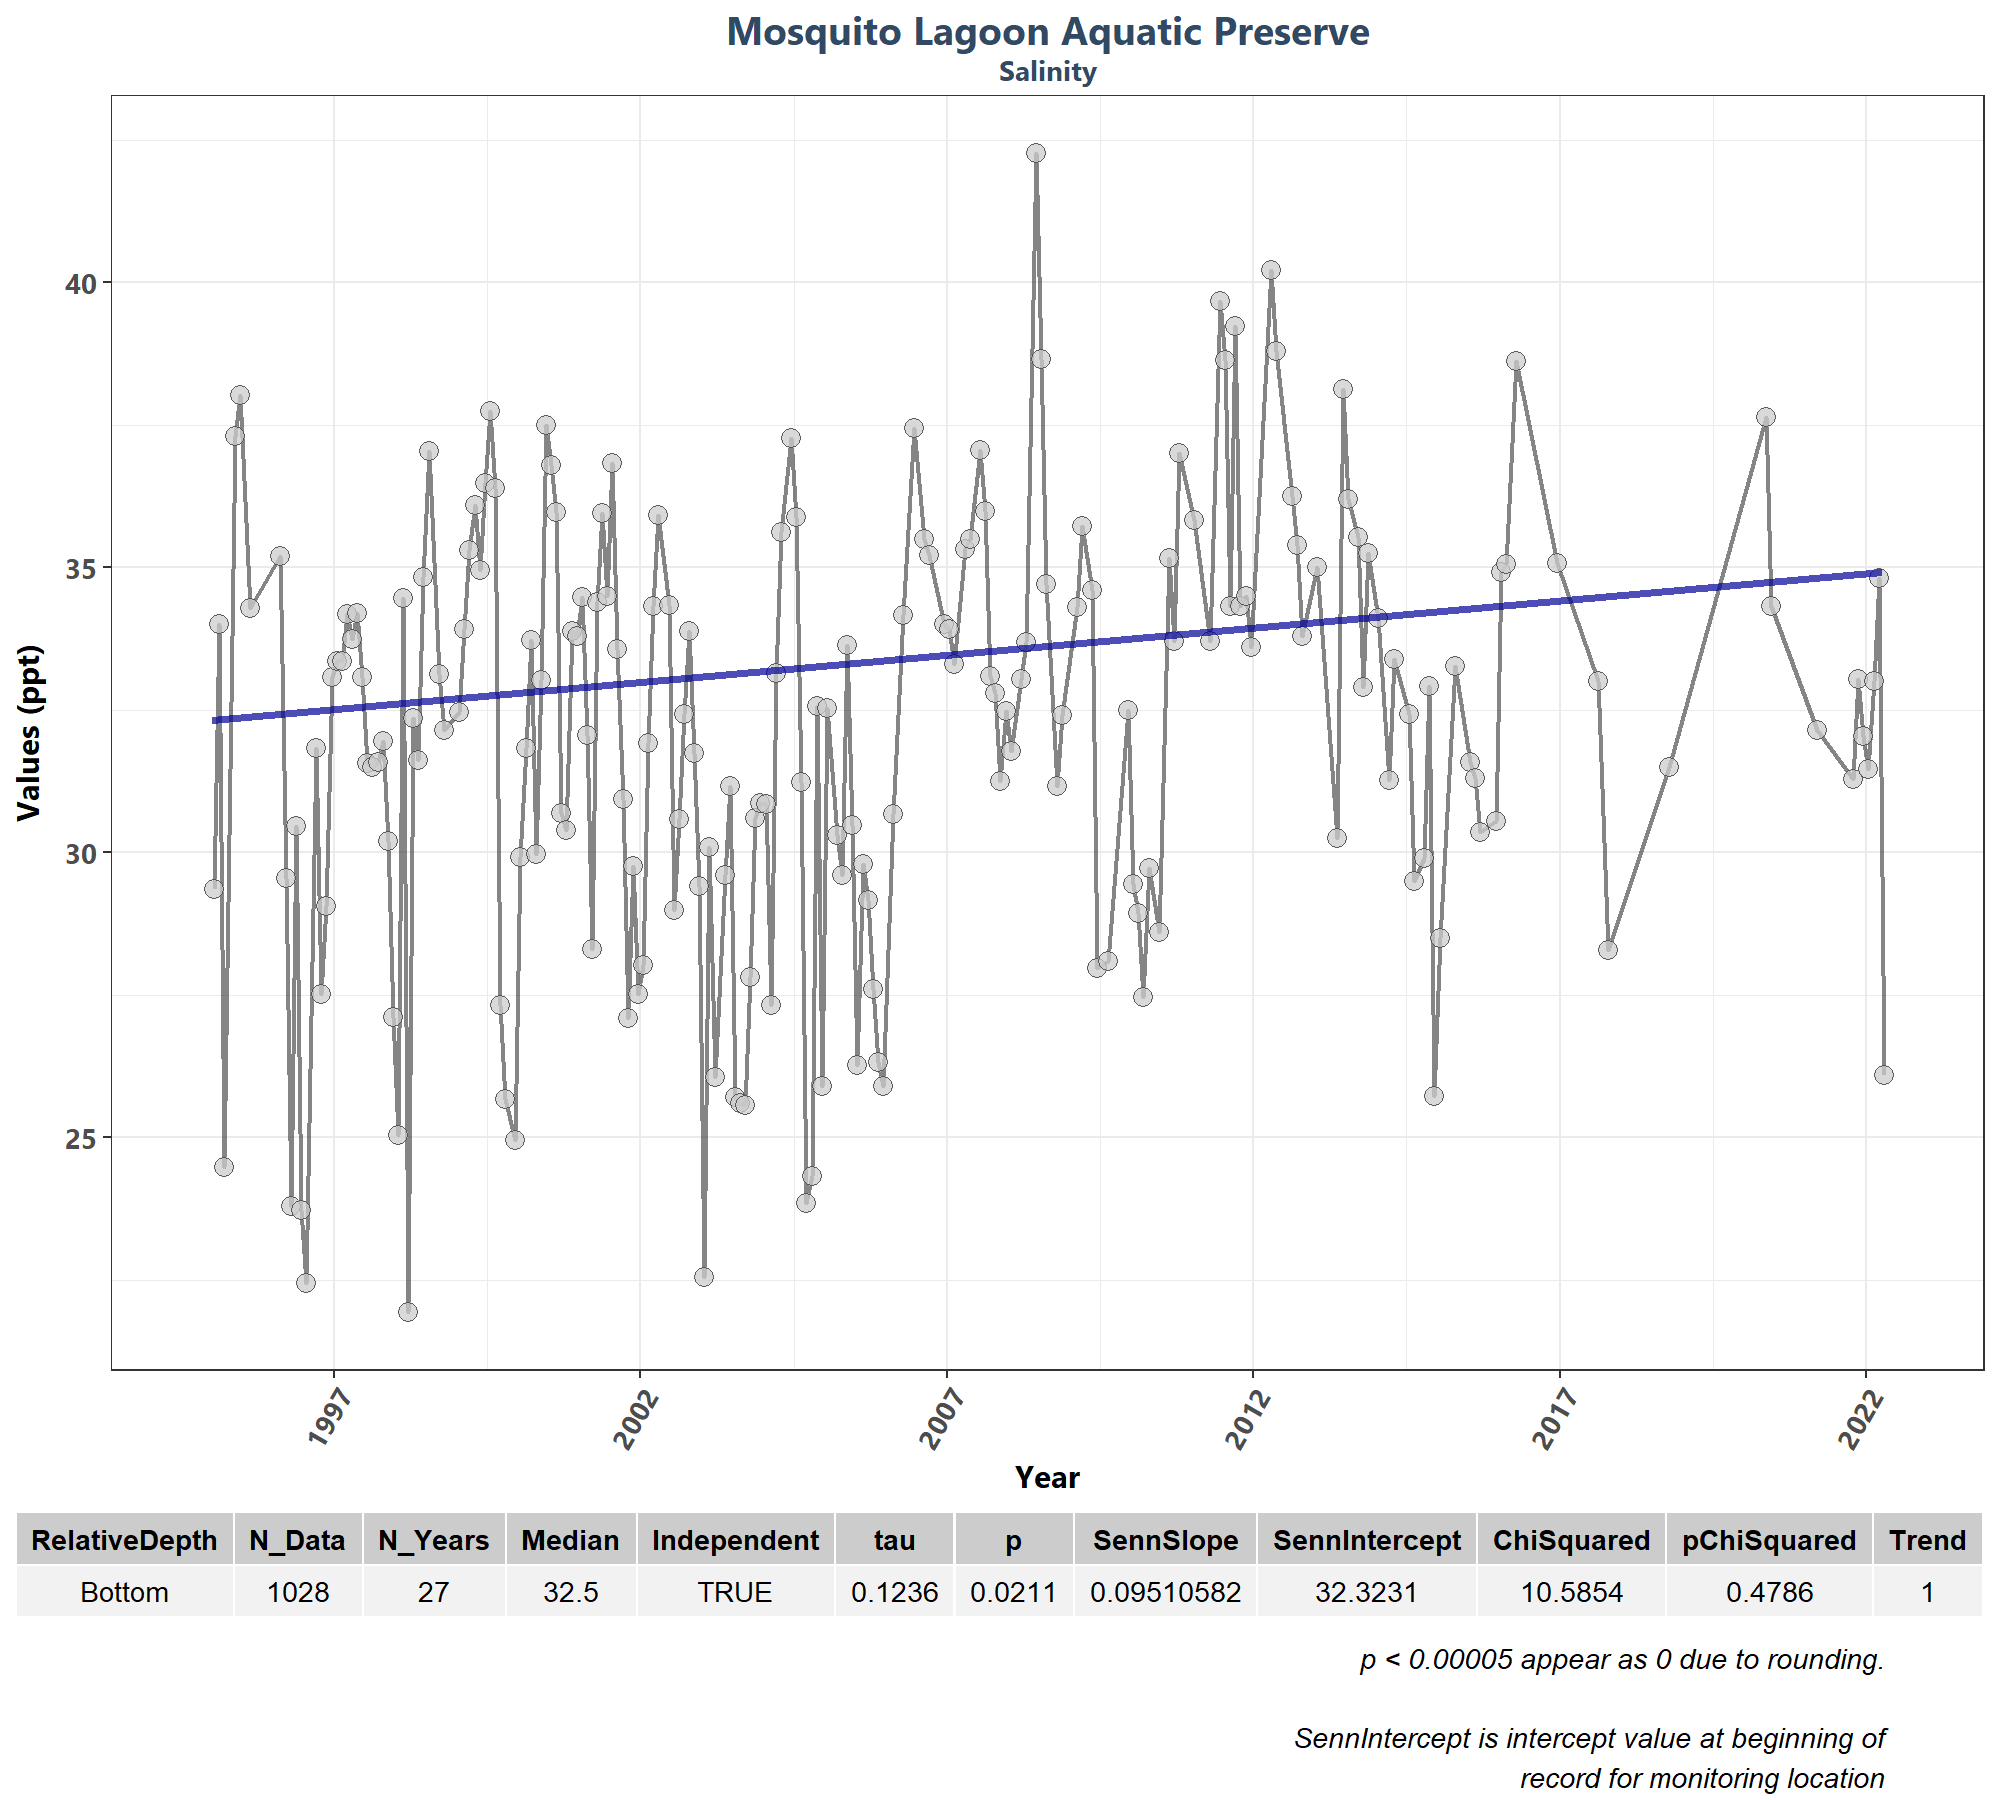 Mosquito Lagoon Aquatic Preserve
Salinity
Values (ppt)
40
35
30
25
1997 2002 2007 2012 2017 2022
Year
RelativeDepth N_Data N_Years Median Independent tau p SennSlope SennIntercept ChiSquared pChiSquared Trend
Bottom 1028 27 32.5 TRUE 0.1236 0.0211 0.09510582 32.3231 10.5854 0.4786 1
p < 0.00005 appear as 0 due to rounding.
SennIntercept is intercept value at beginning of
record for monitoring location